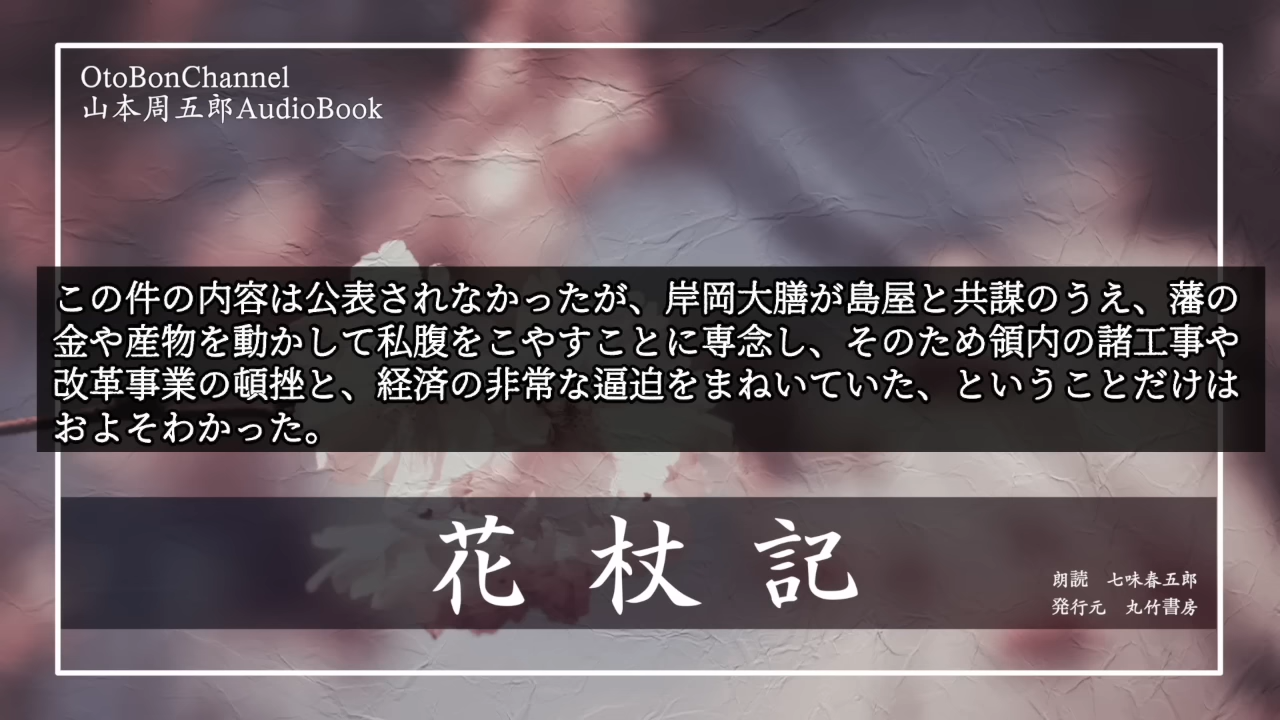 OtoBonChannel
山本周五郎AudioBook
この件の内容は公表されなかったが、岸岡大膳が島屋と共謀のうえ、藩の
金や産物を動かして私腹をこやすことに専念し、そのため領内の諸工事や
改革事業の頓挫と、経済の非常な逼迫をまねいていた、ということだけは
およそわかった。
花杖記
朗読　七味春五郎
発行元　丸竹書房